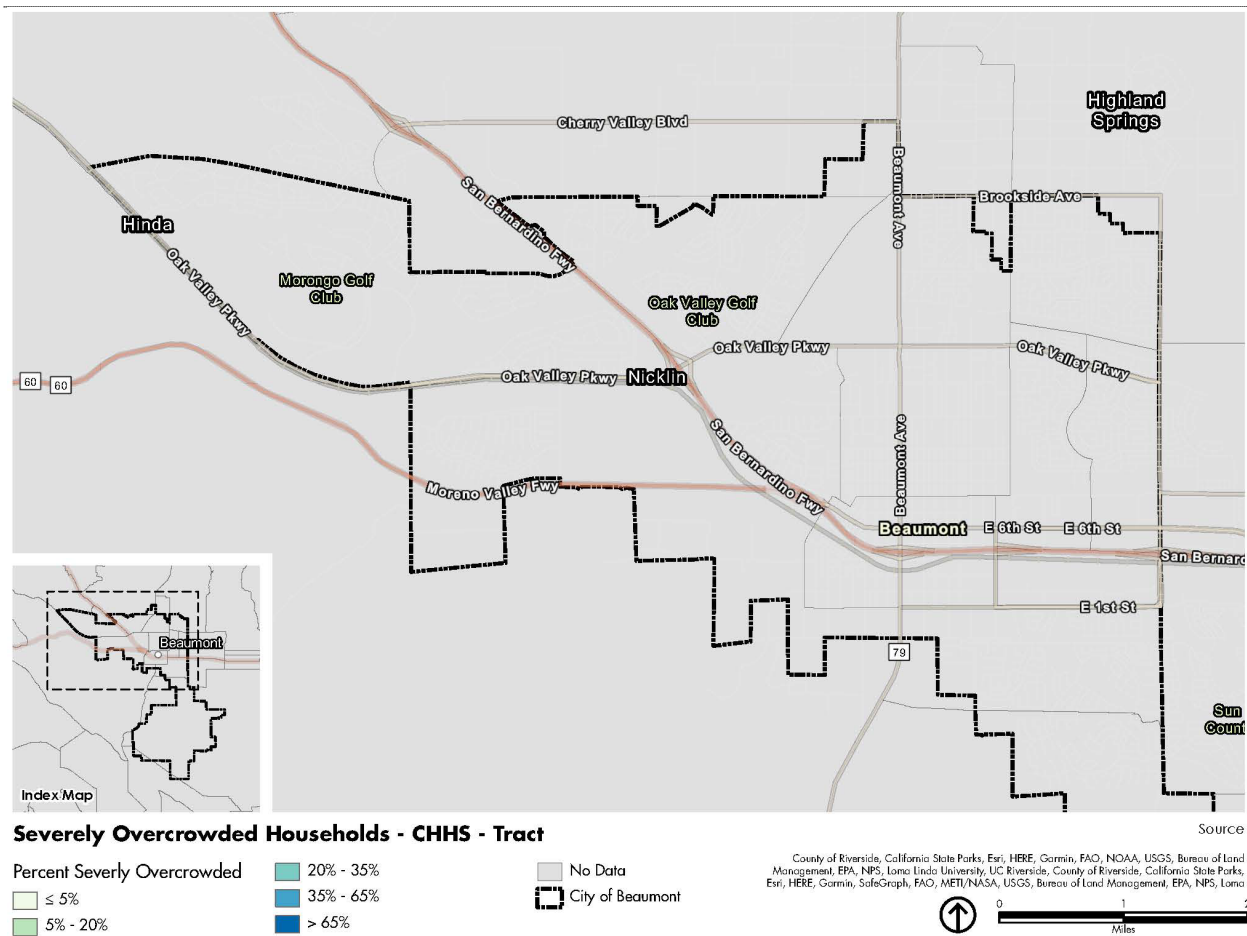 Highland
Springs
Cherry Valley Blvd
Beaumont Ave
San Bernardino Fwy
Brookside Ave
Hinda
Oak Valley Pkwy
Morongo Golf
Club
Oak Valley Golf
Club
Oak Valley Pkwy
Oak Valley Pkwy
60
60
Oak Valley Pkwy
Nicklin
Beaumont Ave
San Bernardino Fwy
Moreno Valley Fwy
Beaumont
E 6th St
E 6th St
San Bernard
E 1st St
79
Sun
Count
Beaumont
Index Map
Severely Overcrowded Households - CHHS - Tract
Source
Percent Severly Overcrowded
≤ 5%
5% - 20%
20% - 35%
35% - 65%
> 65%
No Data
City of Beaumont
County of Riverside, California State Parks, Esri, HERE, Garmin, FAO, NOAA, USGS, Bureau of Land
Management, EPA, NPS, Loma Linda University, UC Riverside, County of Riverside, California State Parks,
Esri, HERE, Garmin, SafeGraph, FAO, METI/NASA, USGS, Bureau of Land Management, EPA, NPS, Loma
0 1 2
Miles